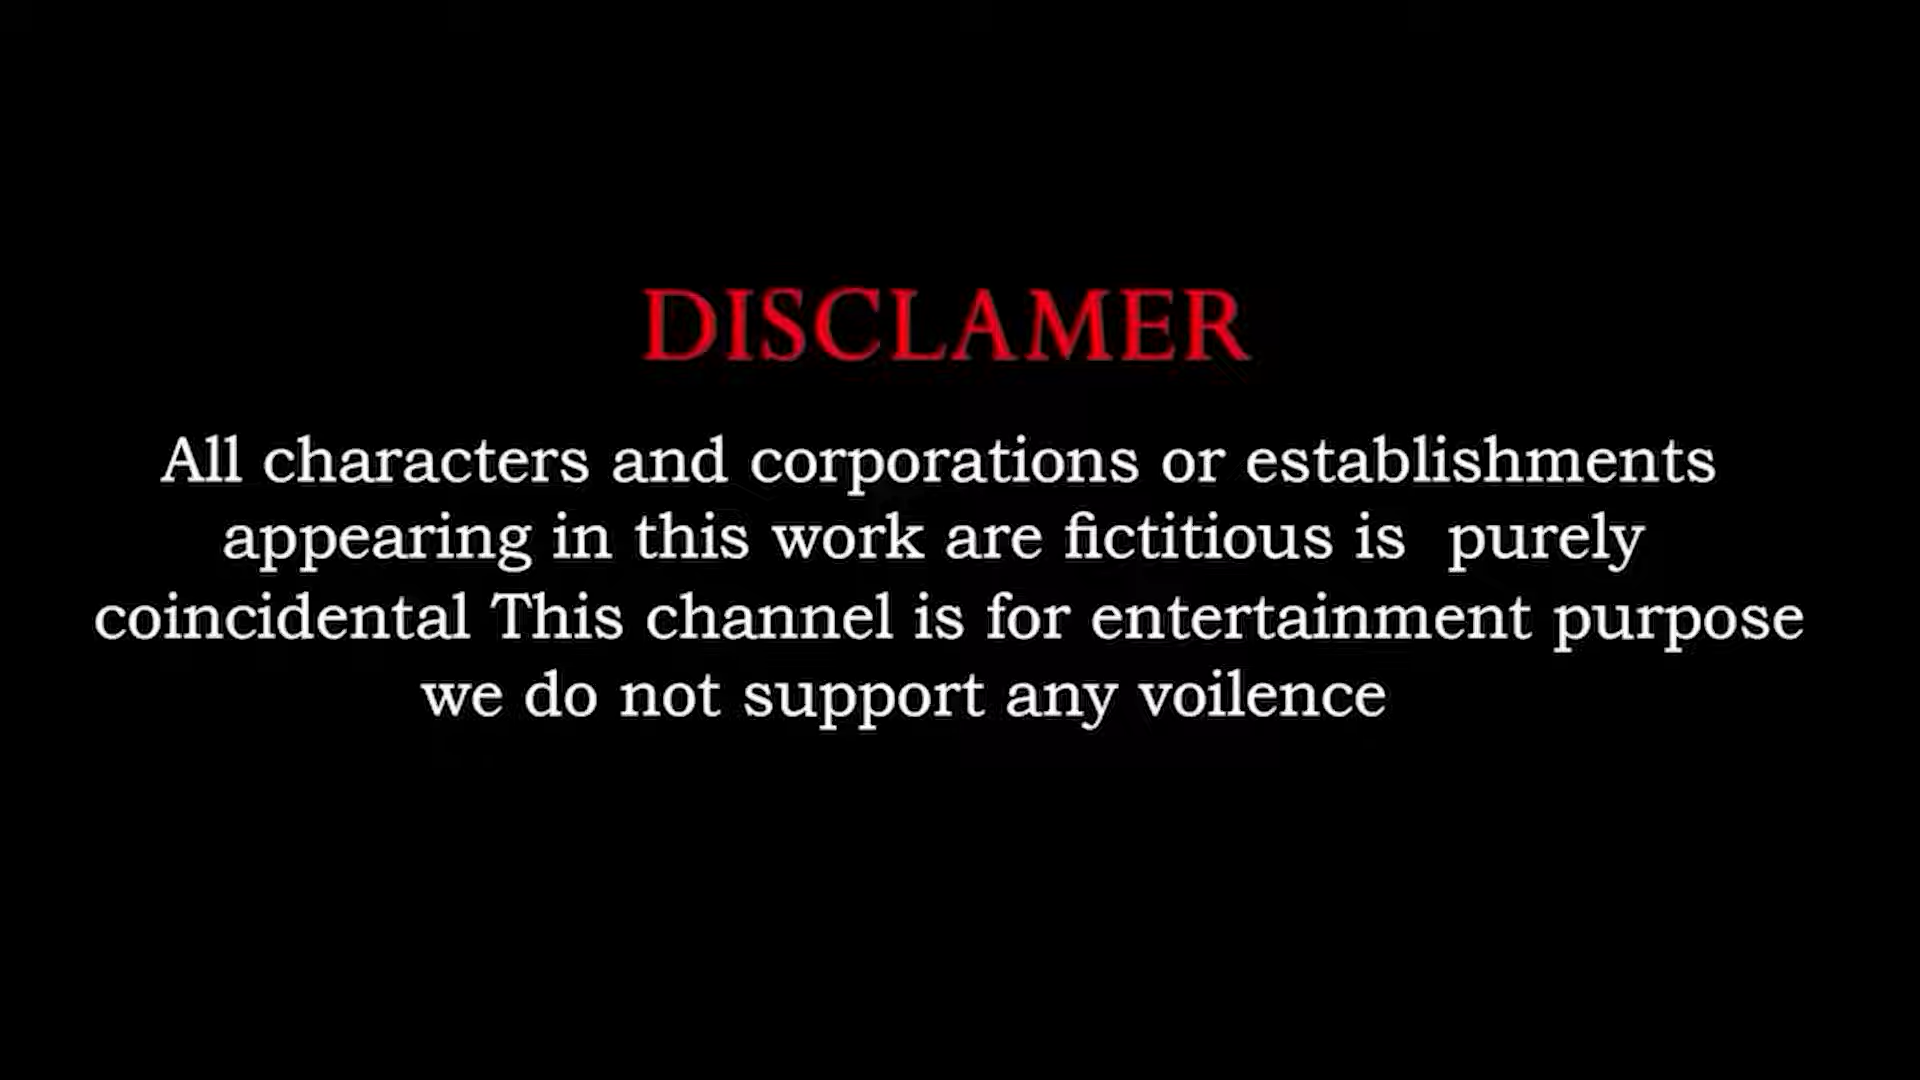 DISCLAMER
All characters and corporations or establishments
appearing in this work are fictitious is  purely
coincidental This channel is for entertainment purpose
we do not support any voilence